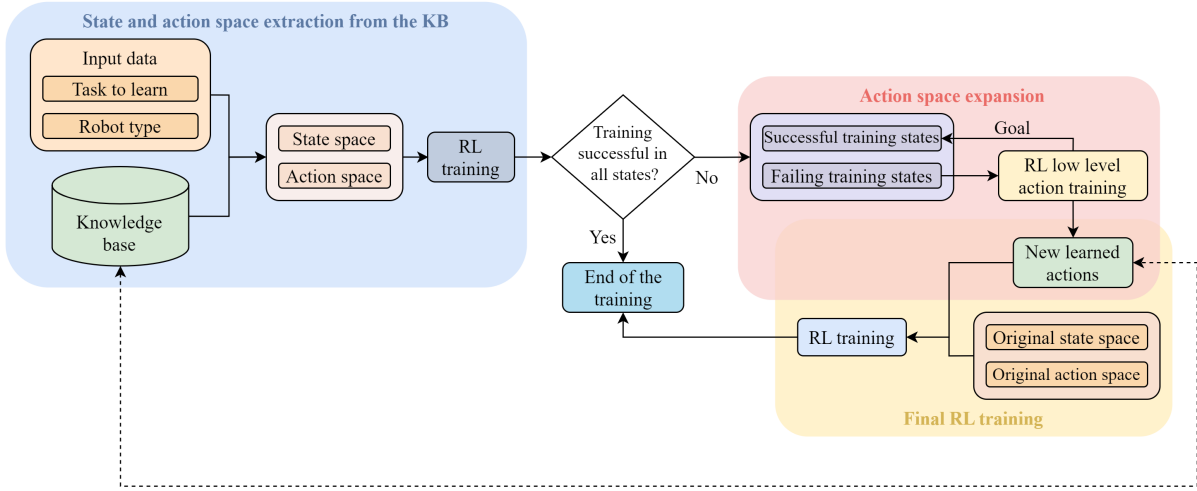 State and action space extraction from the KB
Input data
Task to learn
Robot type
Knowledge
base
State space
Action space
RL
training
Training
successful in
all states?
No
Yes
End of the
training
Action space expansion
Successful training states
Failing training states
Goal
RL low level
action training
New learned
actions
RL training
Original state space
Original action space
Final RL training